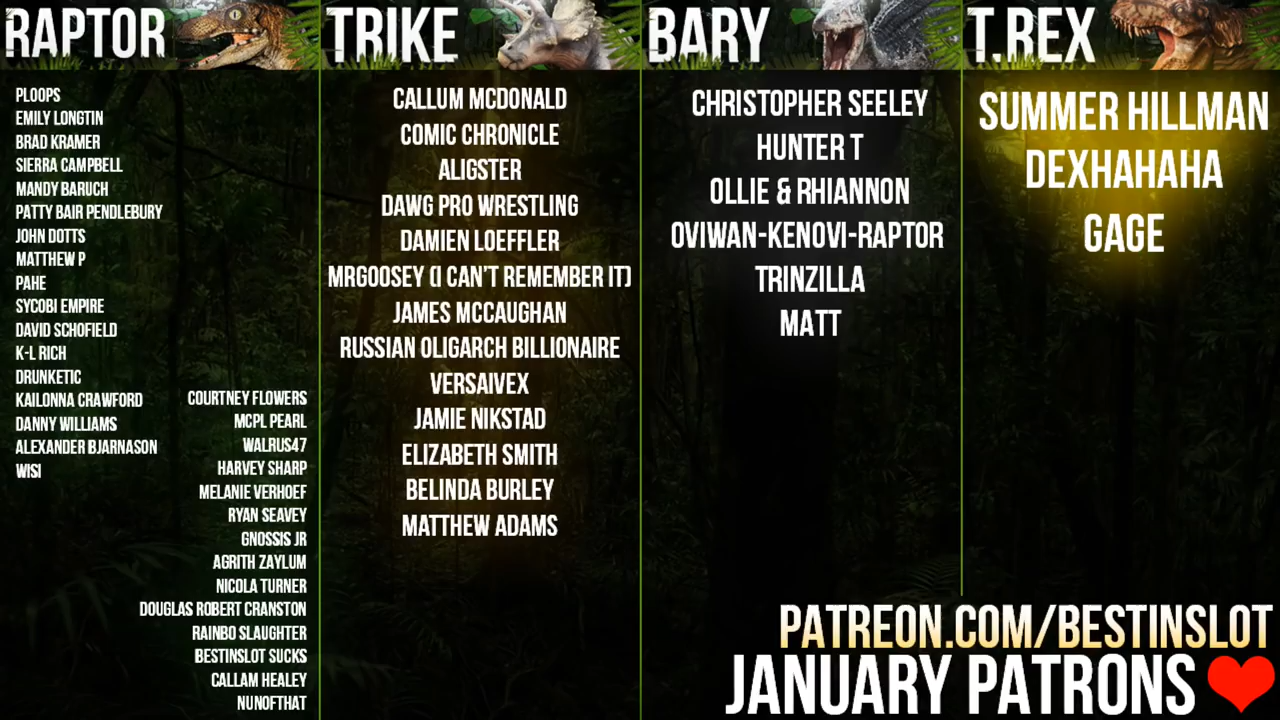 RAPTOR
PLOOPS
EMILY LONGTIN
BRAD KRAMER
SIERRA CAMPBELL
MANDY BARUCH
PATTY BAIR PENDLEBURY
JOHN DOTTS
MATTHEW P
PAHE
SYCOBI EMPIRE
DAVID SCHOFIELD
K-L RICH
DRUNKETIC
KAILONNA CRAWFORD
DANNY WILLIAMS
ALEXANDER BJARNASON
WISI
COURTNEY FLOWERS
MCPL PEARL
WALRUS47
HARVEY SHARP
MELANIE VERHOEF
RYAN SEAVEY
GNOSSIS JR
AGRITH ZAYLUM
NICOLA TURNER
DOUGLAS ROBERT CRANSTON
RAINBO SLAUGHTER
BESTINSLOT SUCKS
CALLAM HEALEY
NUNOFTHAT
TRIKE
CALLUM MCDONALD
COMIC CHRONICLE
ALIGSTER
DAWG PRO WRESTLING
DAMIEN LOEFFLER
MRGOOSEY (I CAN'T REMEMBER IT)
JAMES MCCAUGHAN
RUSSIAN OLIGARCH BILLIONAIRE
VERSAIVEX
JAMIE NIKSTAD
ELIZABETH SMITH
BELINDA BURLEY
MATTHEW ADAMS
BARY
CHRISTOPHER SEELEY
HUNTER T
OLLIE & RHIANNON
OVIWAN-KENOVI-RAPTOR
TRINZILLA
MATT
T.REX
SUMMER HILLMAN
DEXHAHAHA
GAGE
PATREON.COM/BESTINSLOT
JANUARY PATRONS ❤